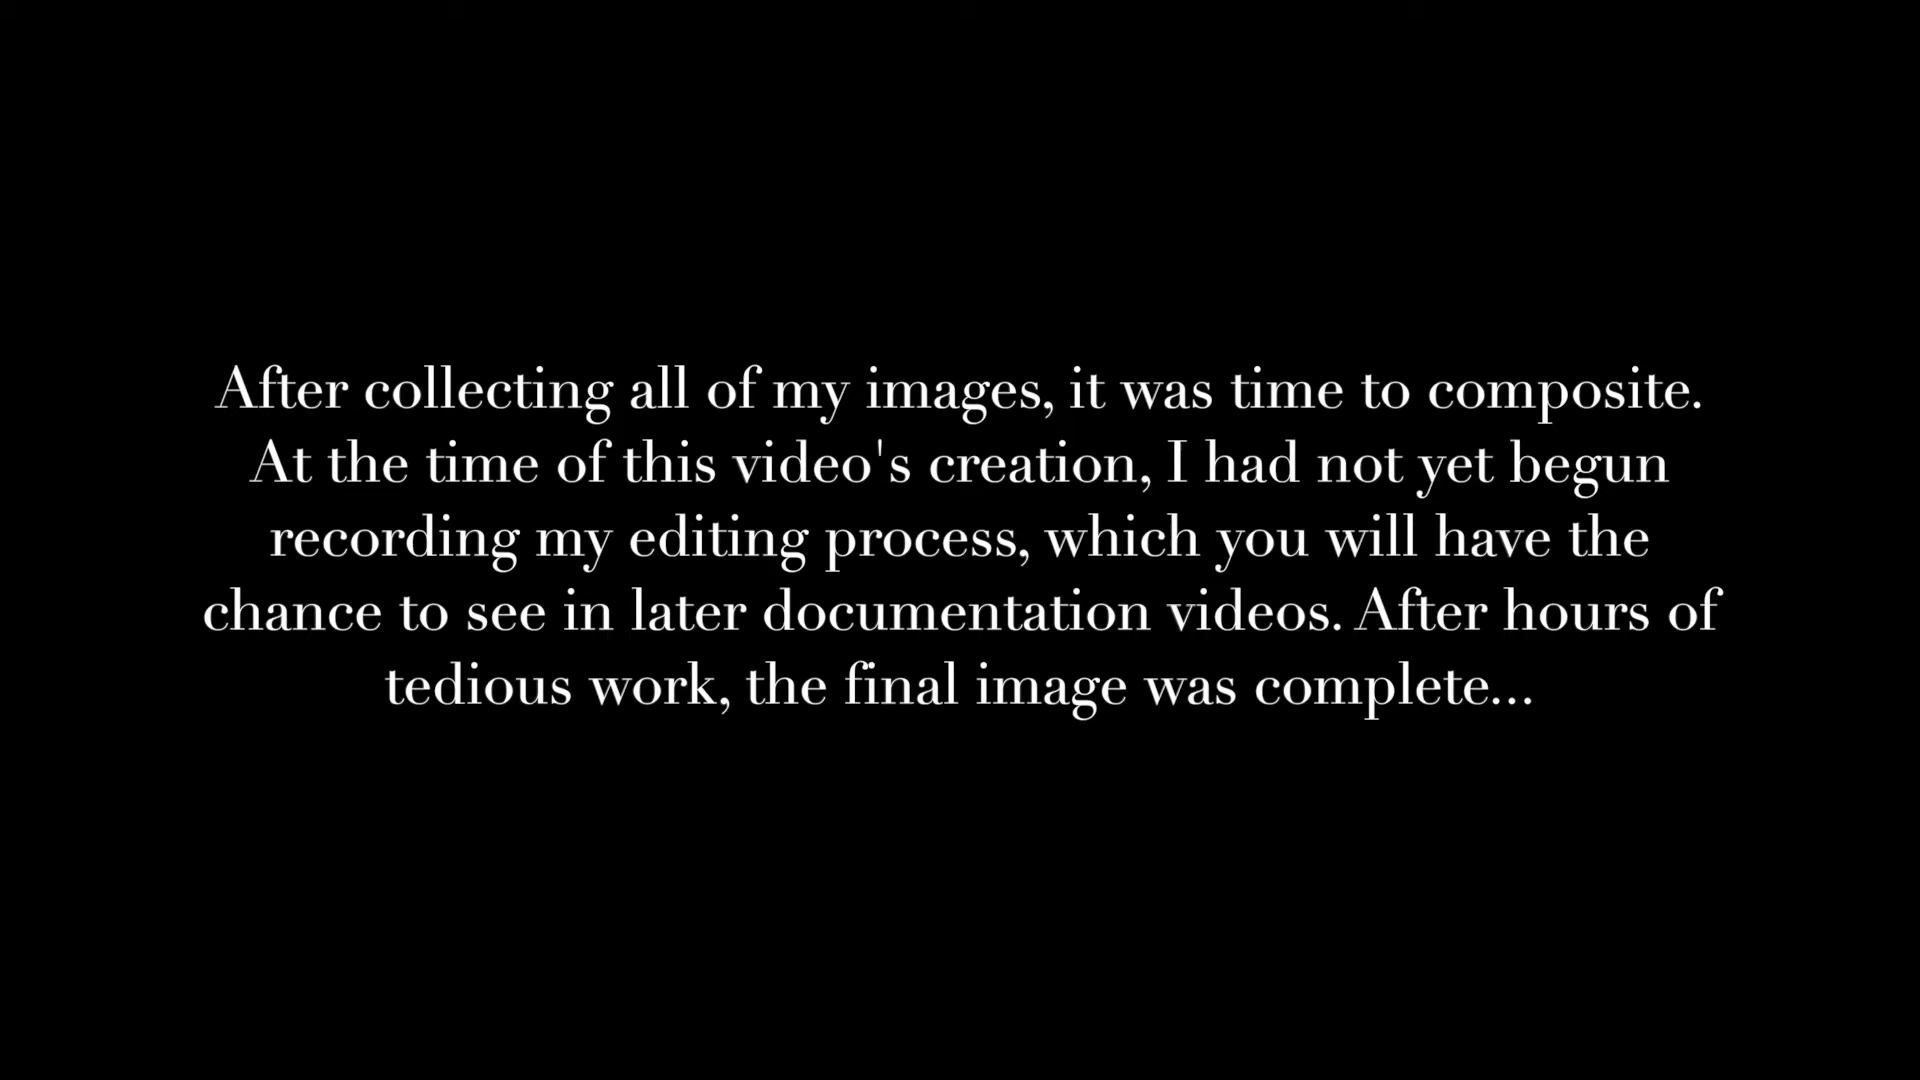 After collecting all of my images, it was time to composite.
At the time of this video's creation, I had not yet begun
recording my editing process, which you will have the
chance to see in later documentation videos. After hours of
tedious work, the final image was complete...